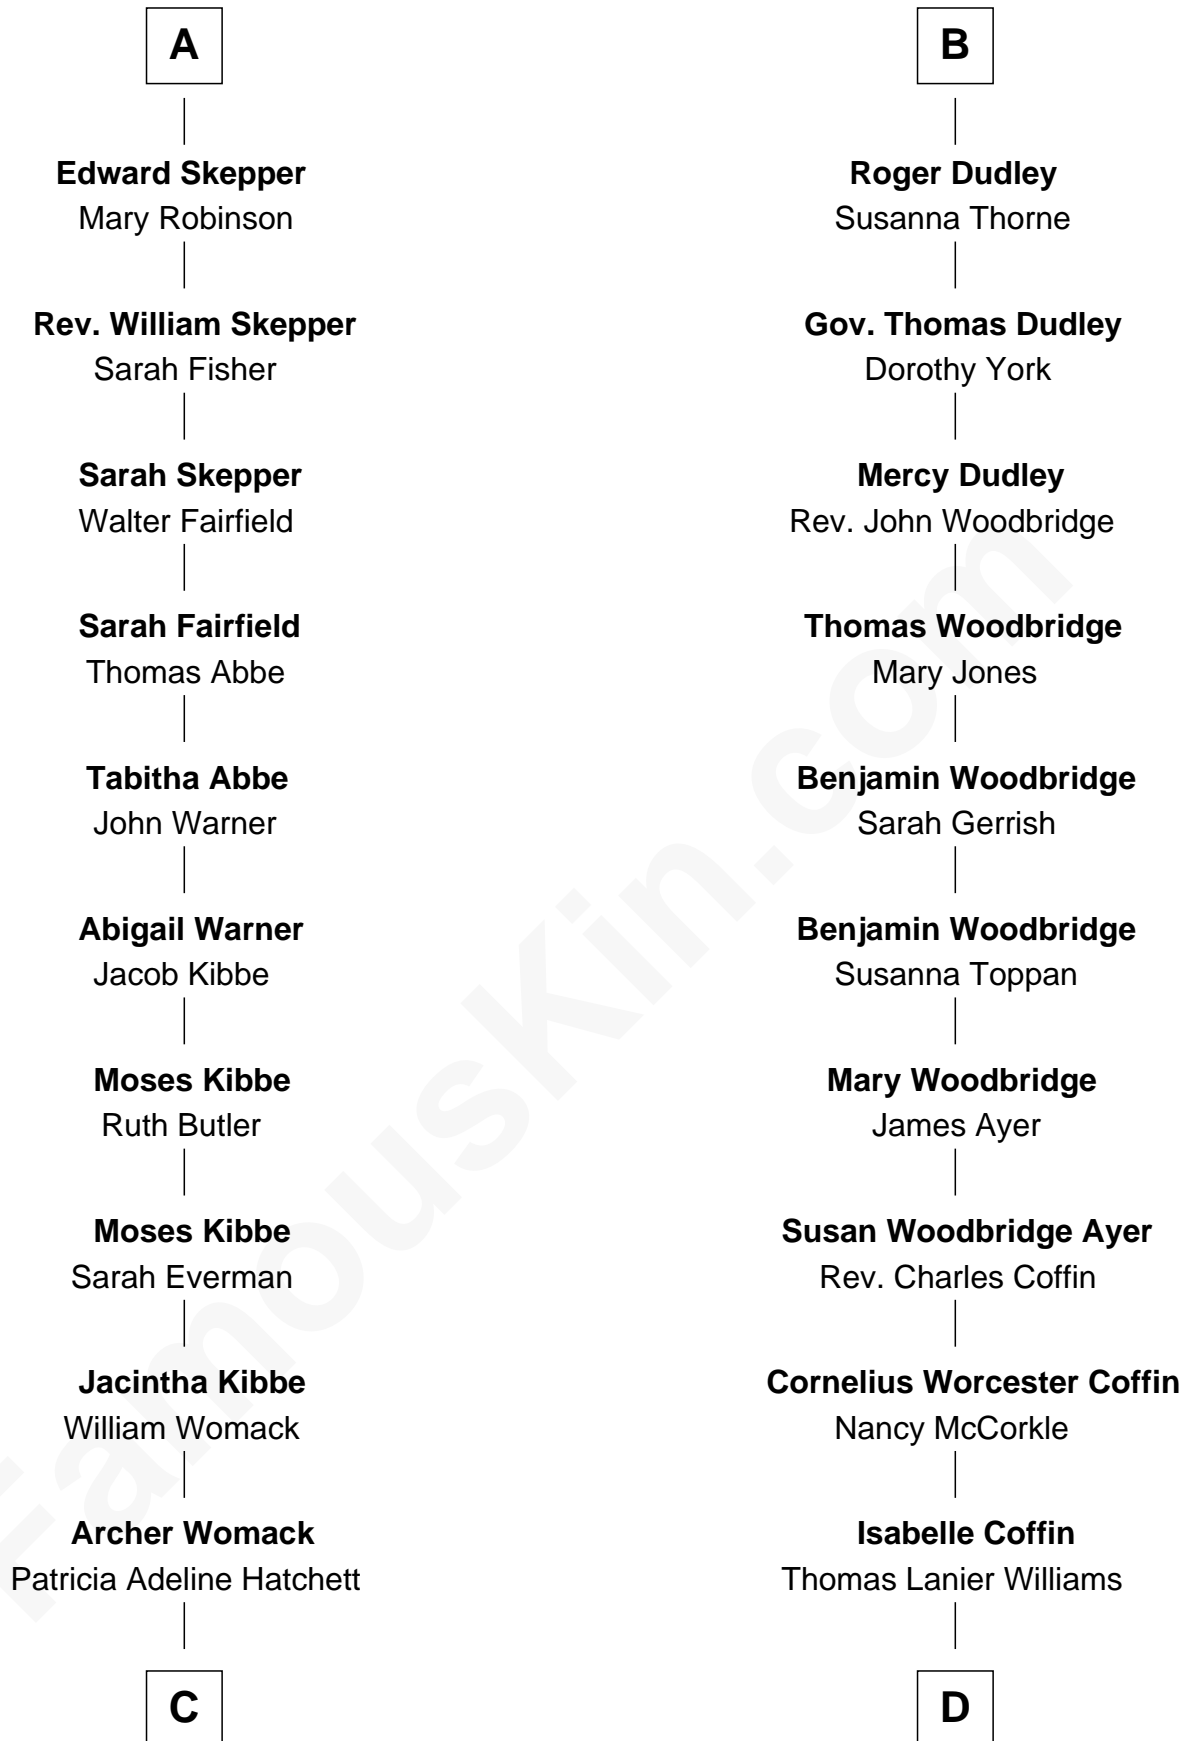 A
Edward Skepper
Mary Robinson
Rev. William Skepper
Sarah Fisher
Sarah Skepper
Walter Fairfield
Sarah Fairfield
Thomas Abbe
Tabitha Abbe
John Warner
Abigail Warner
Jacob Kibbe
Moses Kibbe
Ruth Butler
Moses Kibbe
Sarah Everman
Jacintha Kibbe
William Womack
Archer Womack
Patricia Adeline Hatchett
C
B
Roger Dudley
Susanna Thorne
Gov. Thomas Dudley
Dorothy York
Mercy Dudley
Rev. John Woodbridge
Thomas Woodbridge
Mary Jones
Benjamin Woodbridge
Sarah Gerrish
Benjamin Woodbridge
Susanna Toppan
Mary Woodbridge
James Ayer
Susan Woodbridge Ayer
Rev. Charles Coffin
Cornelius Worcester Coffin
Nancy McCorkle
Isabelle Coffin
Thomas Lanier Williams
D
FamousKin.com